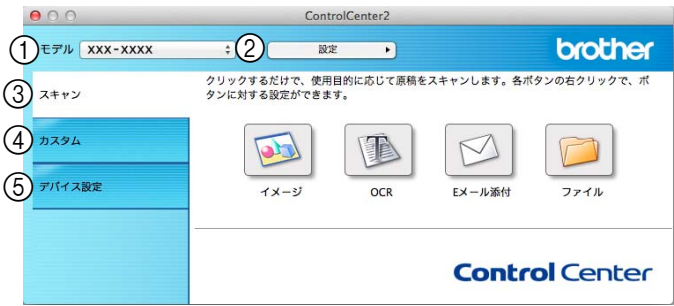 ControlCenter2
① モデル XXX-XXXX ② 設定 brother
クリックするだけで、使用目的に応じて原稿をスキャンします。各ボタンの右クリックで、ボ
タンに対する設定ができます。
③ スキャン
④ カスタム
⑤ デバイス設定
イメージ OCR Eメール添付 ファイル
Control Center